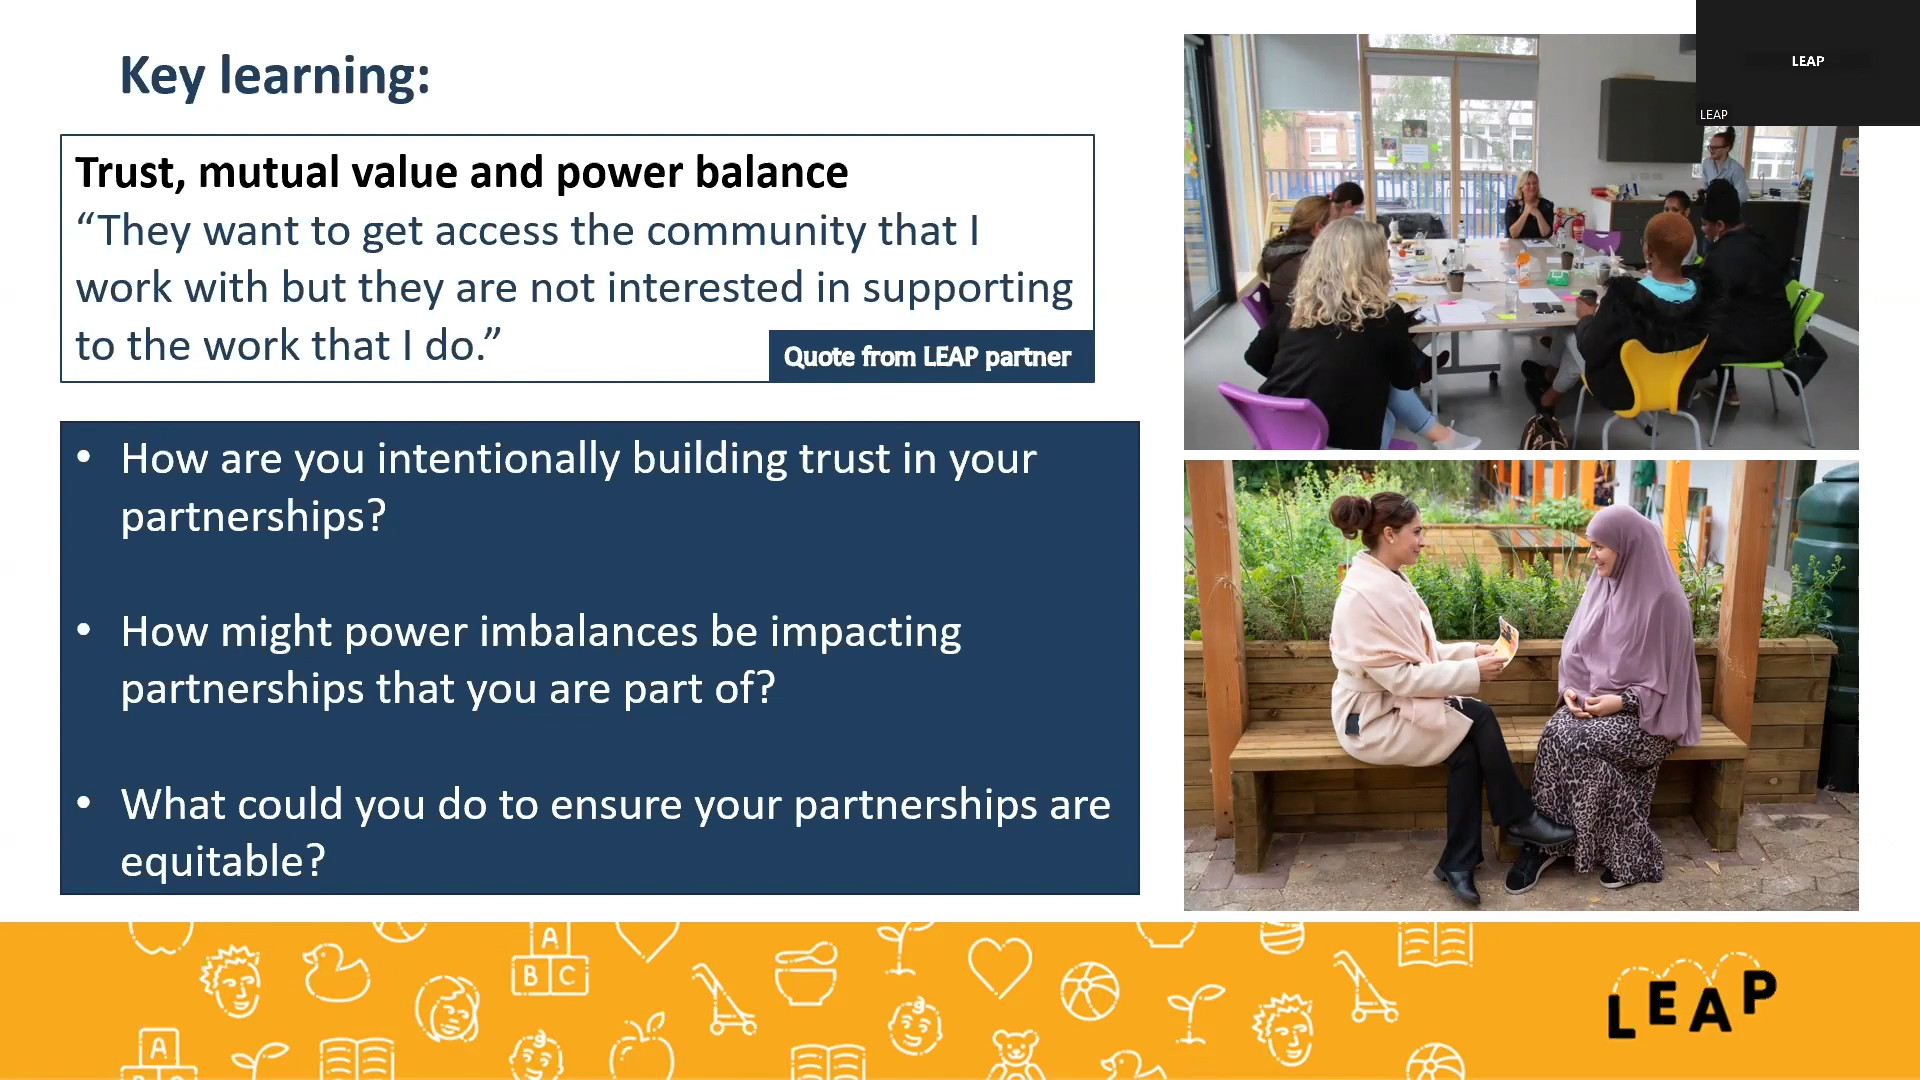 Key learning:
Trust, mutual value and power balance
“They want to get access the community that I
work with but they are not interested in supporting
to the work that I do.”
Quote from LEAP partner
• How are you intentionally building trust in your
partnerships?
• How might power imbalances be impacting
partnerships that you are part of?
• What could you do to ensure your partnerships are
equitable?
LEAP
LEAP
A
B C
A
B C
LEAP